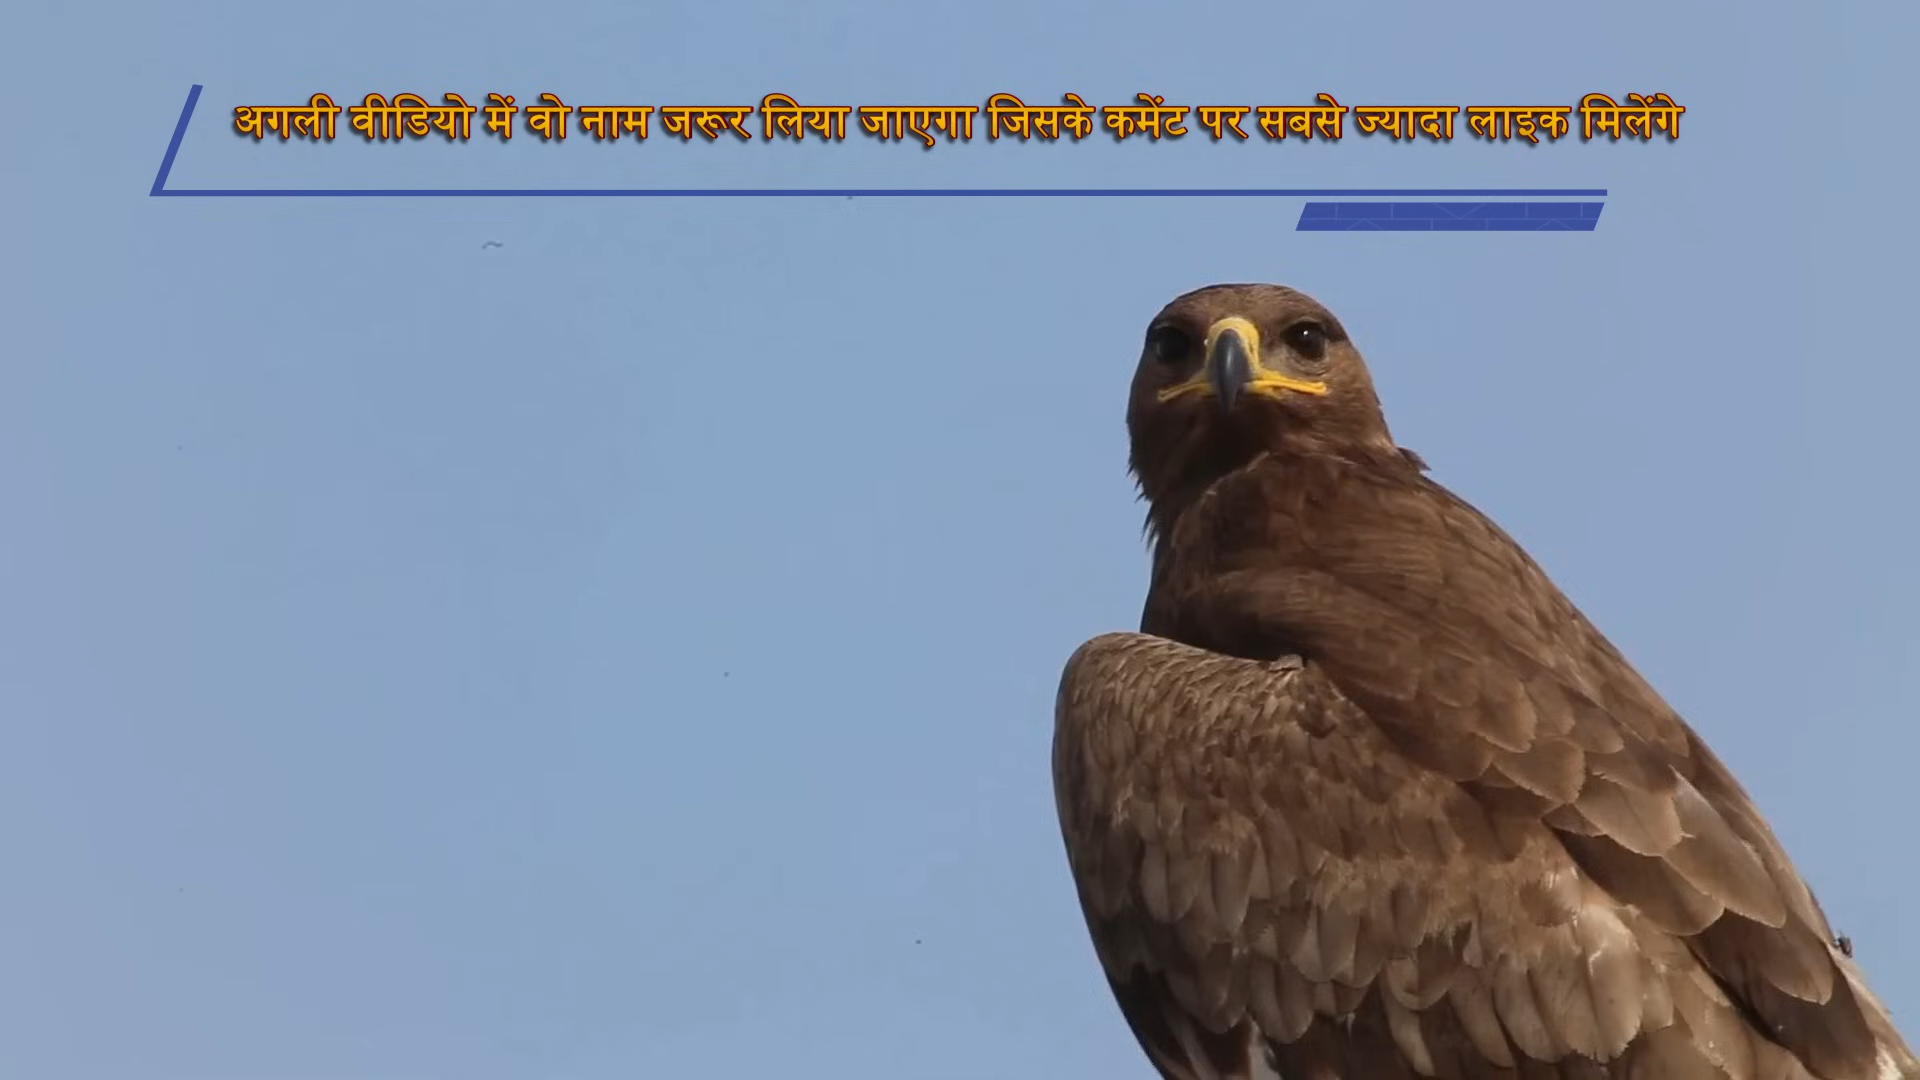 अगली वीडियो में वो नाम जरूर लिया जाएगा जिसके कमेंट पर सबसे ज्यादा लाइक मिलेंगे